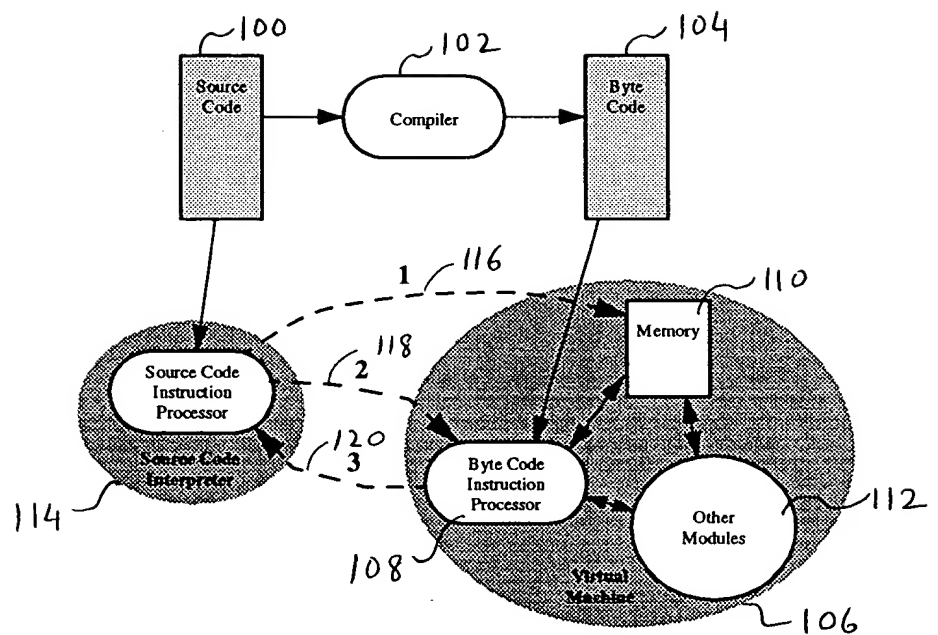 100
102
104
Source
Code
Compiler
Byte
Code
1
116
110
Memory
118
2
Source Code
Instruction
Processor
120
3
Source Code
Interpreter
114
Byte Code
Instruction
Processor
Other
Modules
112
108
Virtual
Machine
106